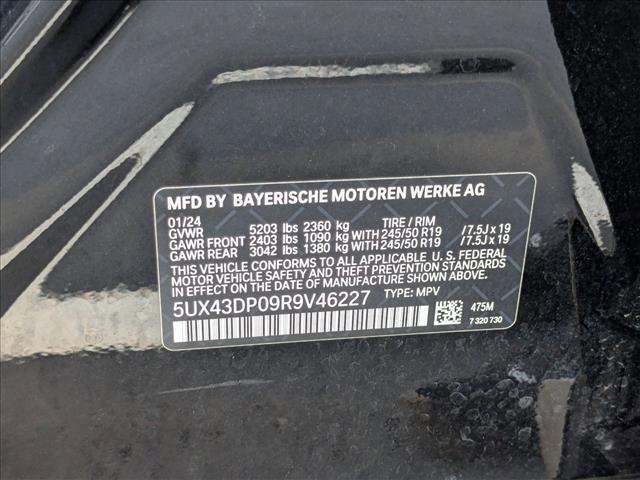 MFD BY BAYERISCHE MOTOREN WERKE AG
01/24
GVWR 5203 lbs 2360 kg TIRE / RIM
GAWR FRONT 2403 lbs 1090 kg WITH 245/50 R19 /7.5J x 19
GAWR REAR 3042 lbs 1380 kg WITH 245/50 R19 /7.5J x 19
THIS VEHICLE CONFORMS TO ALL APPLICABLE U. S. FEDERAL
MOTOR VEHICLE SAFETY AND THEFT PREVENTION STANDARDS
IN EFFECT ON THE DATE OF MANUFACTURE SHOWN ABOVE.
5UX43DP09R9V46227 TYPE: MPV
475M
7 320 730